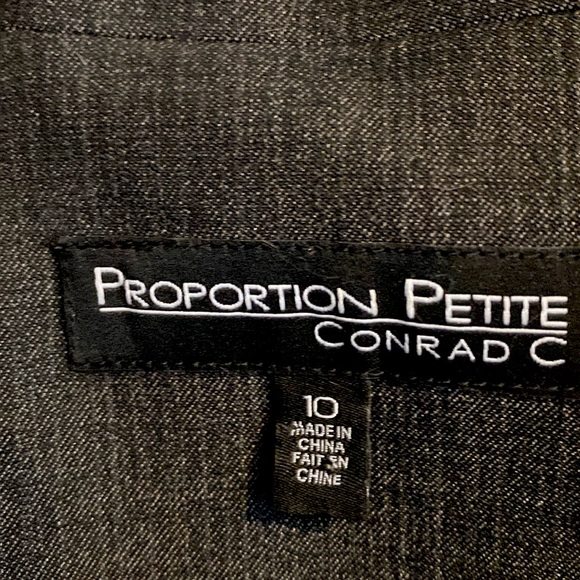 PROPORTION PETITE
CONRAD C
10
MADE IN
CHINA
FAIT EN
CHINE